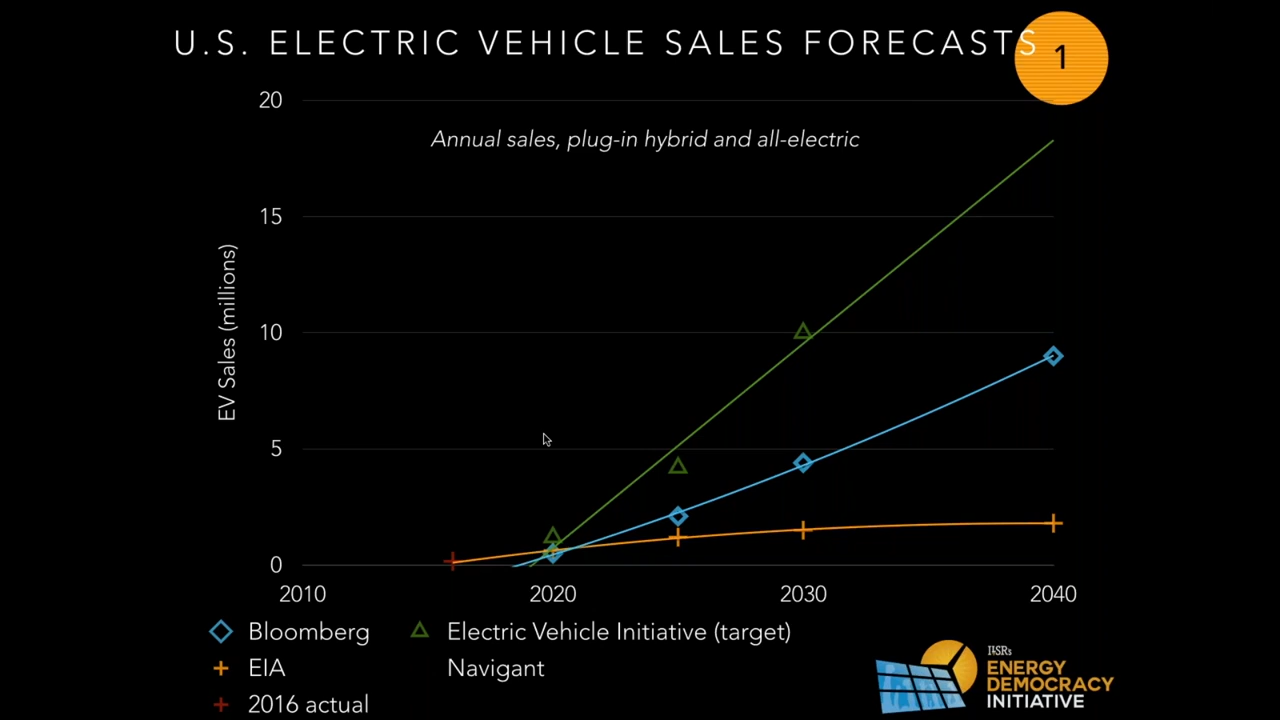 U.S. ELECTRIC VEHICLE SALES FORECASTS
1
20
Annual sales, plug-in hybrid and all-electric
15
EV Sales (millions)
10
5
0
2010 2020 2030 2040
Bloomberg Electric Vehicle Initiative (target)
EIA Navigant
2016 actual
ILSR's
ENERGY
DEMOCRACY
INITIATIVE